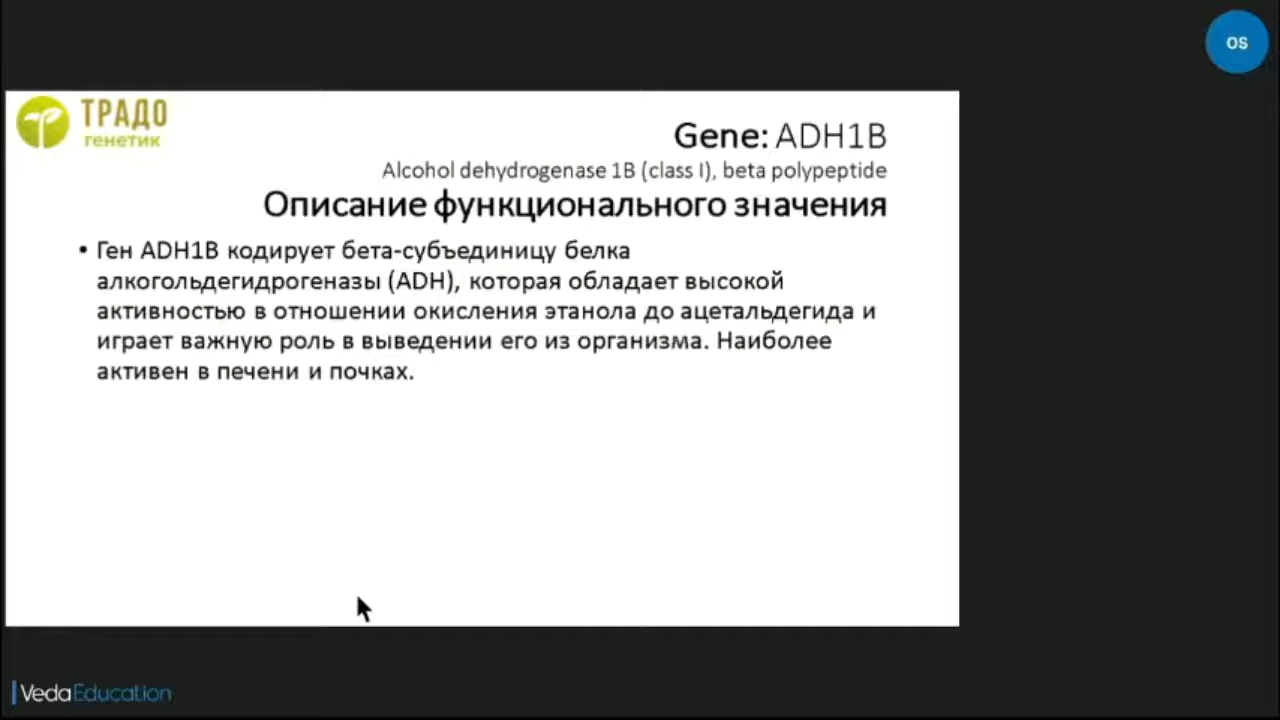 OS
ТРАДО
генетик
Gene: ADH1B
Alcohol dehydrogenase 1B (class I), beta polypeptide
Описание функционального значения
• Ген ADH1B кодирует бета-субъединицу белка
алкогольдегидрогеназы (ADH), которая обладает высокой
активностью в отношении окисления этанола до ацетальдегида и
играет важную роль в выведении его из организма. Наиболее
активен в печени и почках.
VedaEducation